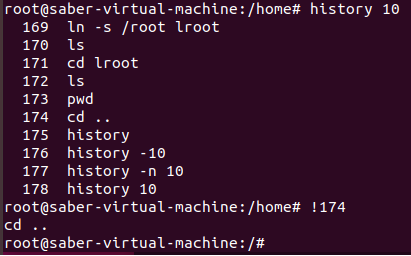 root@saber-virtual-machine:/home# history 10
169 ln -s /root lroot
170 ls
171 cd lroot
172 ls
173 pwd
174 cd ..
175 history
176 history -10
177 history -n 10
178 history 10
root@saber-virtual-machine:/home# !174
cd ..
root@saber-virtual-machine:/#